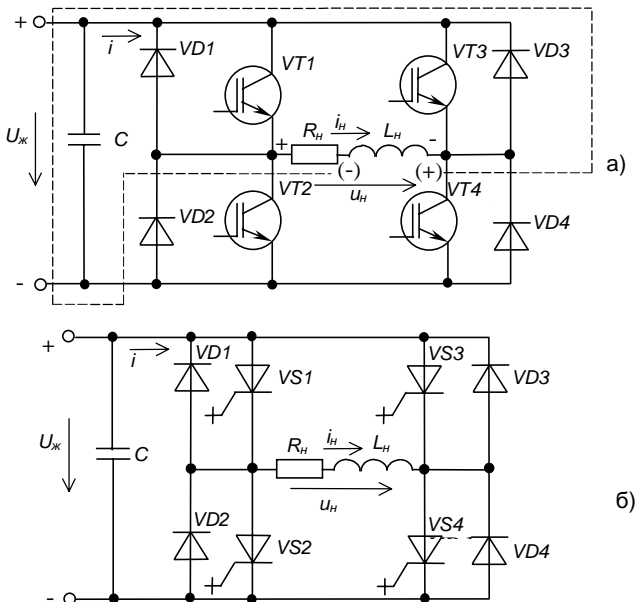 +
i
VD1
VT1
VT3
VD3
Uж
C
+
Rн
iн
Lн
-
(-)
(+)
uн
VD2
VT2
VT4
VD4
а)
-
+
i
VD1
VS1
VS3
VD3
Uж
C
Rн
iн
Lн
uн
VD2
VS2
VS4
VD4
б)
-